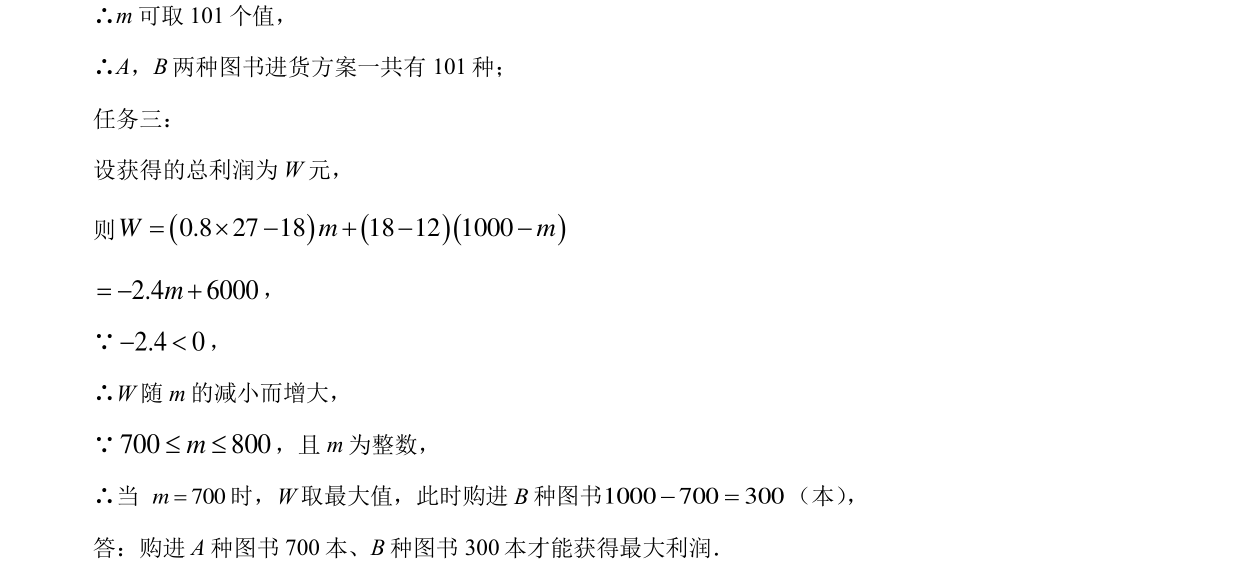 ∴m 可取 101 个值，
∴A，B 两种图书进货方案一共有 101 种；
任务三：
设获得的总利润为 W 元，
则 W =(0.8×27−18)m+(18−12)(1000−m)
=−2.4m+6000，
∵−2.4<0，
∴W 随 m 的减小而增大，
∵700≤m≤800，且 m 为整数，
∴当 m=700 时，W 取最大值，此时购进 B 种图书1000−700=300（本），
答：购进 A 种图书 700 本、B 种图书 300 本才能获得最大利润．